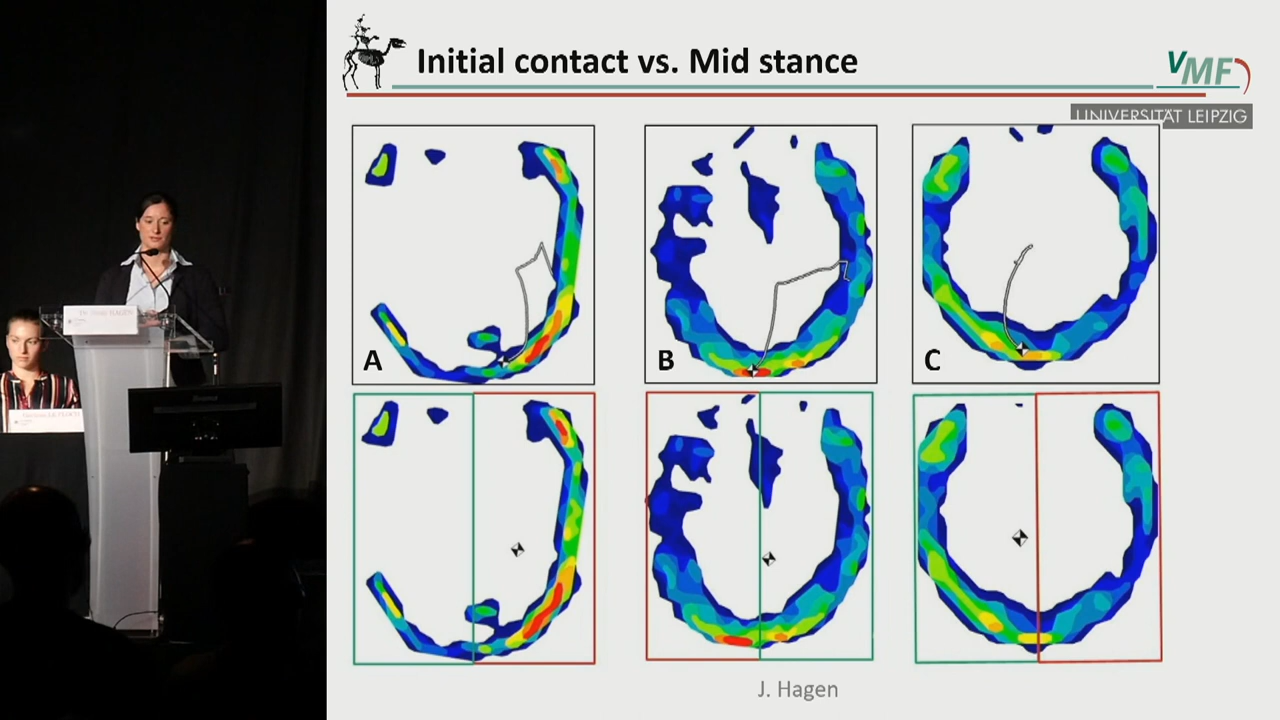 Initial contact vs. Mid stance
VMF
UNIVERSITÄT LEIPZIG
A
B
C
J. Hagen